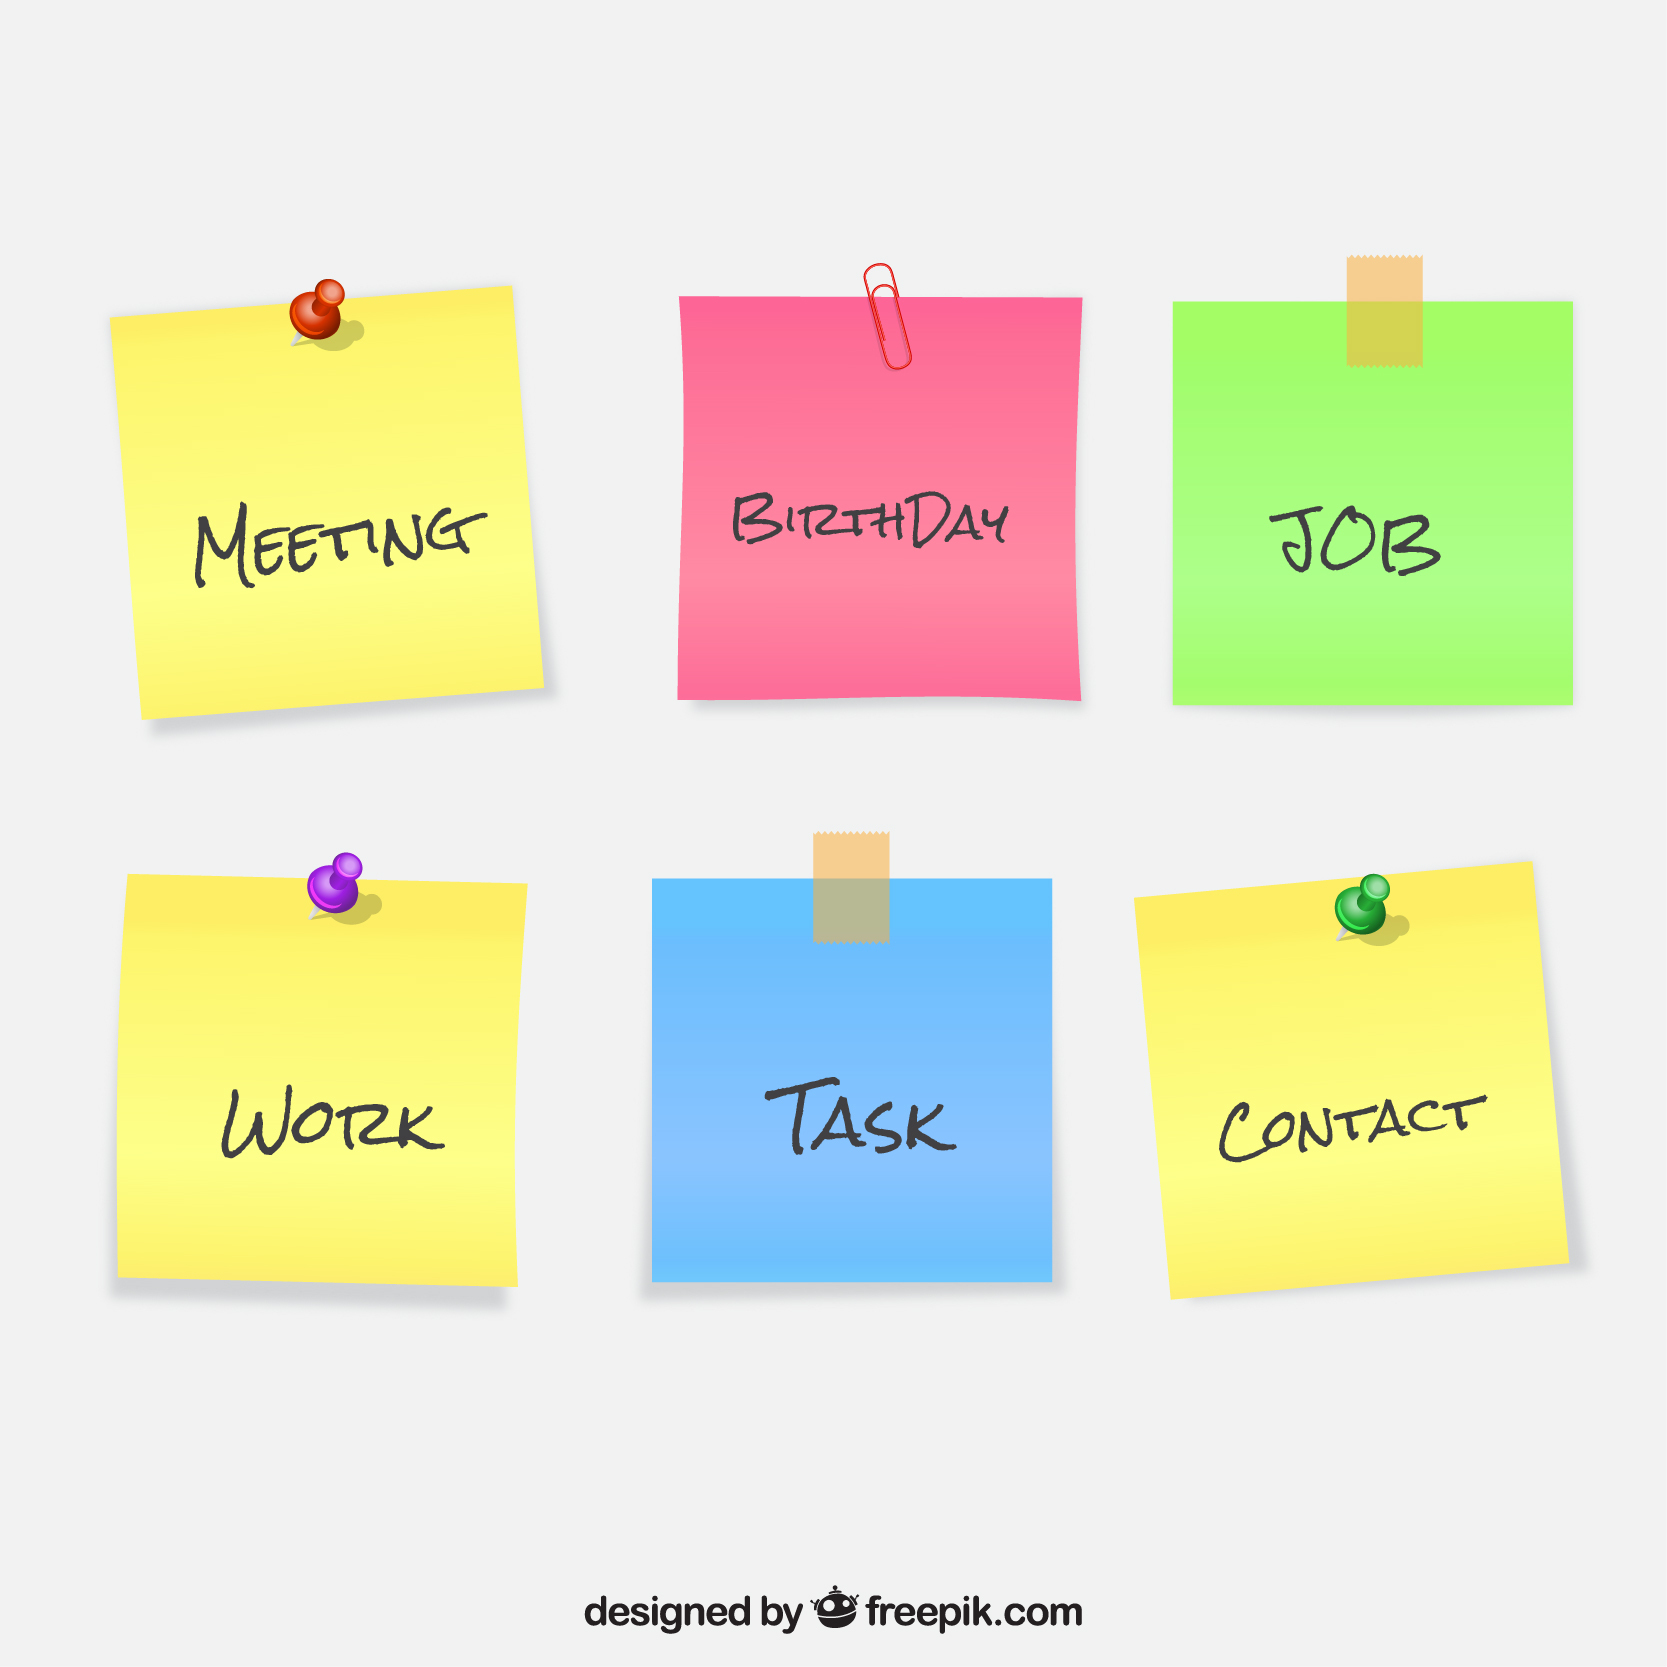 Meeting
BirthDay
JOB
Work
Task
Contact
designed by freepik.com